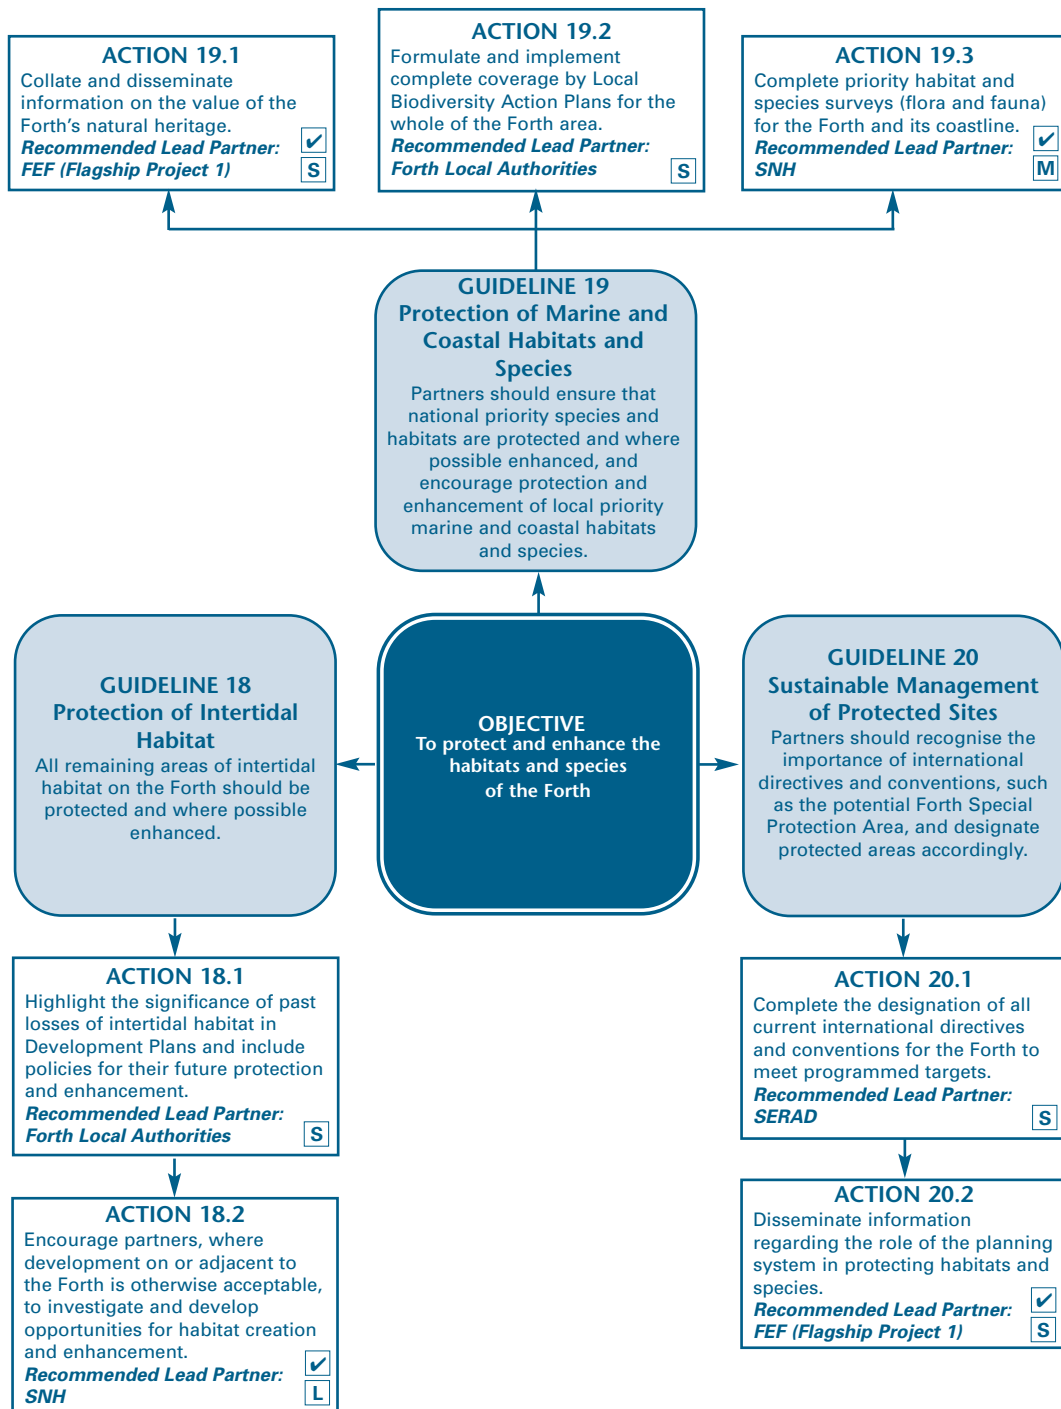 ACTION 19.1
Collate and disseminate
information on the value of the
Forth's natural heritage.
Recommended Lead Partner:
FEF (Flagship Project 1)
✔
S
ACTION 19.2
Formulate and implement
complete coverage by Local
Biodiversity Action Plans for the
whole of the Forth area.
Recommended Lead Partner:
Forth Local Authorities
S
ACTION 19.3
Complete priority habitat and
species surveys (flora and fauna)
for the Forth and its coastline.
Recommended Lead Partner:
SNH
✔
M
GUIDELINE 19
Protection of Marine and
Coastal Habitats and
Species
Partners should ensure that
national priority species and
habitats are protected and where
possible enhanced, and
encourage protection and
enhancement of local priority
marine and coastal habitats
and species.
GUIDELINE 18
Protection of Intertidal
Habitat
All remaining areas of intertidal
habitat on the Forth should be
protected and where possible
enhanced.
OBJECTIVE
To protect and enhance the
habitats and species
of the Forth
GUIDELINE 20
Sustainable Management
of Protected Sites
Partners should recognise the
importance of international
directives and conventions, such
as the potential Forth Special
Protection Area, and designate
protected areas accordingly.
ACTION 18.1
Highlight the significance of past
losses of intertidal habitat in
Development Plans and include
policies for their future protection
and enhancement.
Recommended Lead Partner:
Forth Local Authorities
S
ACTION 20.1
Complete the designation of all
current international directives
and conventions for the Forth to
meet programmed targets.
Recommended Lead Partner:
SERAD
S
ACTION 18.2
Encourage partners, where
development on or adjacent to
the Forth is otherwise acceptable,
to investigate and develop
opportunities for habitat creation
and enhancement.
Recommended Lead Partner:
SNH
✔
L
ACTION 20.2
Disseminate information
regarding the role of the planning
system in protecting habitats and
species.
Recommended Lead Partner:
FEF (Flagship Project 1)
✔
S